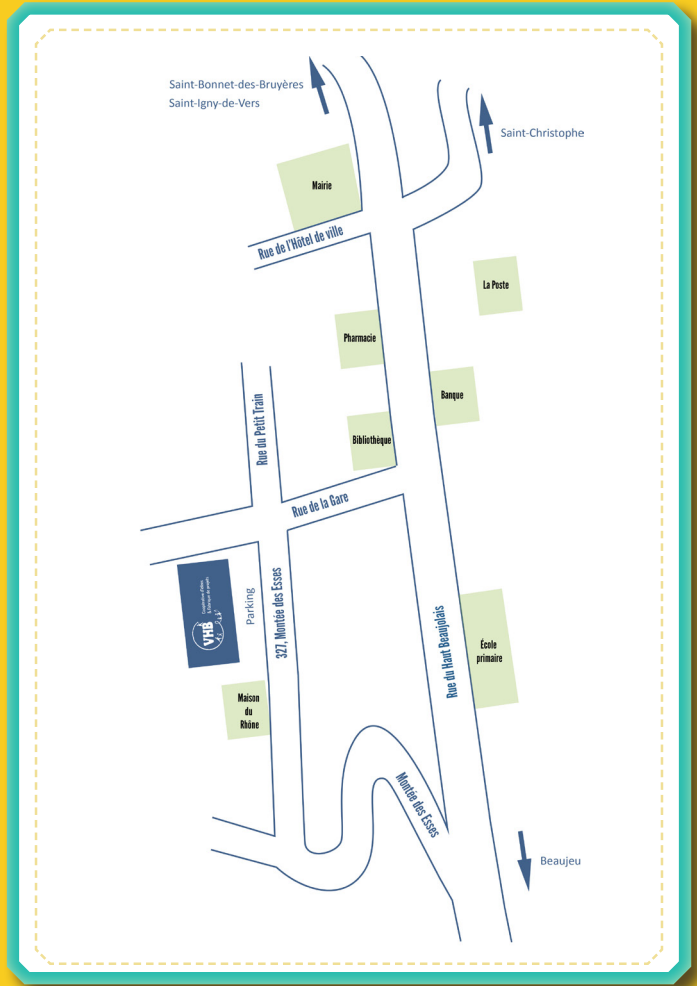 Saint-Bonnet-des-Bruyères
Saint-Igny-de-Vers
Saint-Christophe
Mairie
Rue de l'Hôtel de ville
La Poste
Pharmacie
Banque
Rue du Petit Train
Bibliothèque
Rue de la Gare
VHB
Parking
327, Montée des Esses
Rue du Haut Beaujolais
École
primaire
Maison
du
Rhône
Montée des Esses
Beaujeu